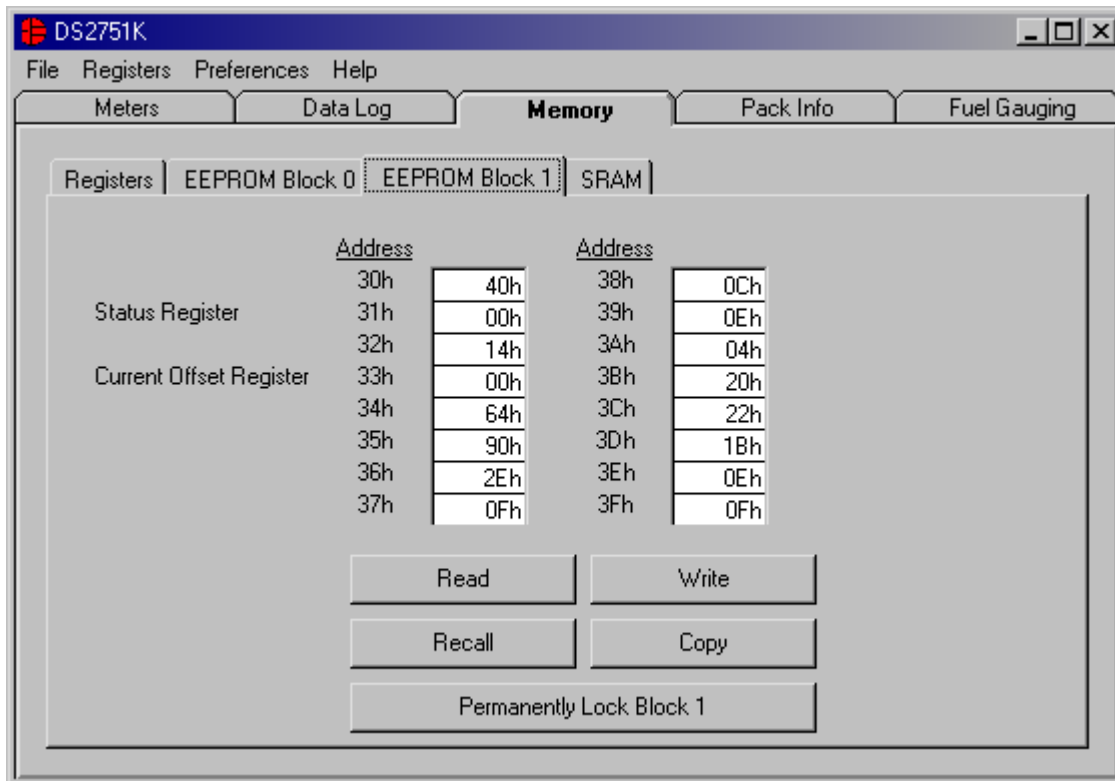 DS2751K
File Registers Preferences Help
Meters Data Log Memory Pack Info Fuel Gauging
Registers EEPROM Block 0 EEPROM Block 1 SRAM
Address Address
30h 40h 38h 0Ch
Status Register 31h 00h 39h 0Eh
32h 14h 3Ah 04h
Current Offset Register 33h 00h 3Bh 20h
34h 64h 3Ch 22h
35h 90h 3Dh 1Bh
36h 2Eh 3Eh 0Eh
37h 0Fh 3Fh 0Fh
Read Write
Recall Copy
Permanently Lock Block 1